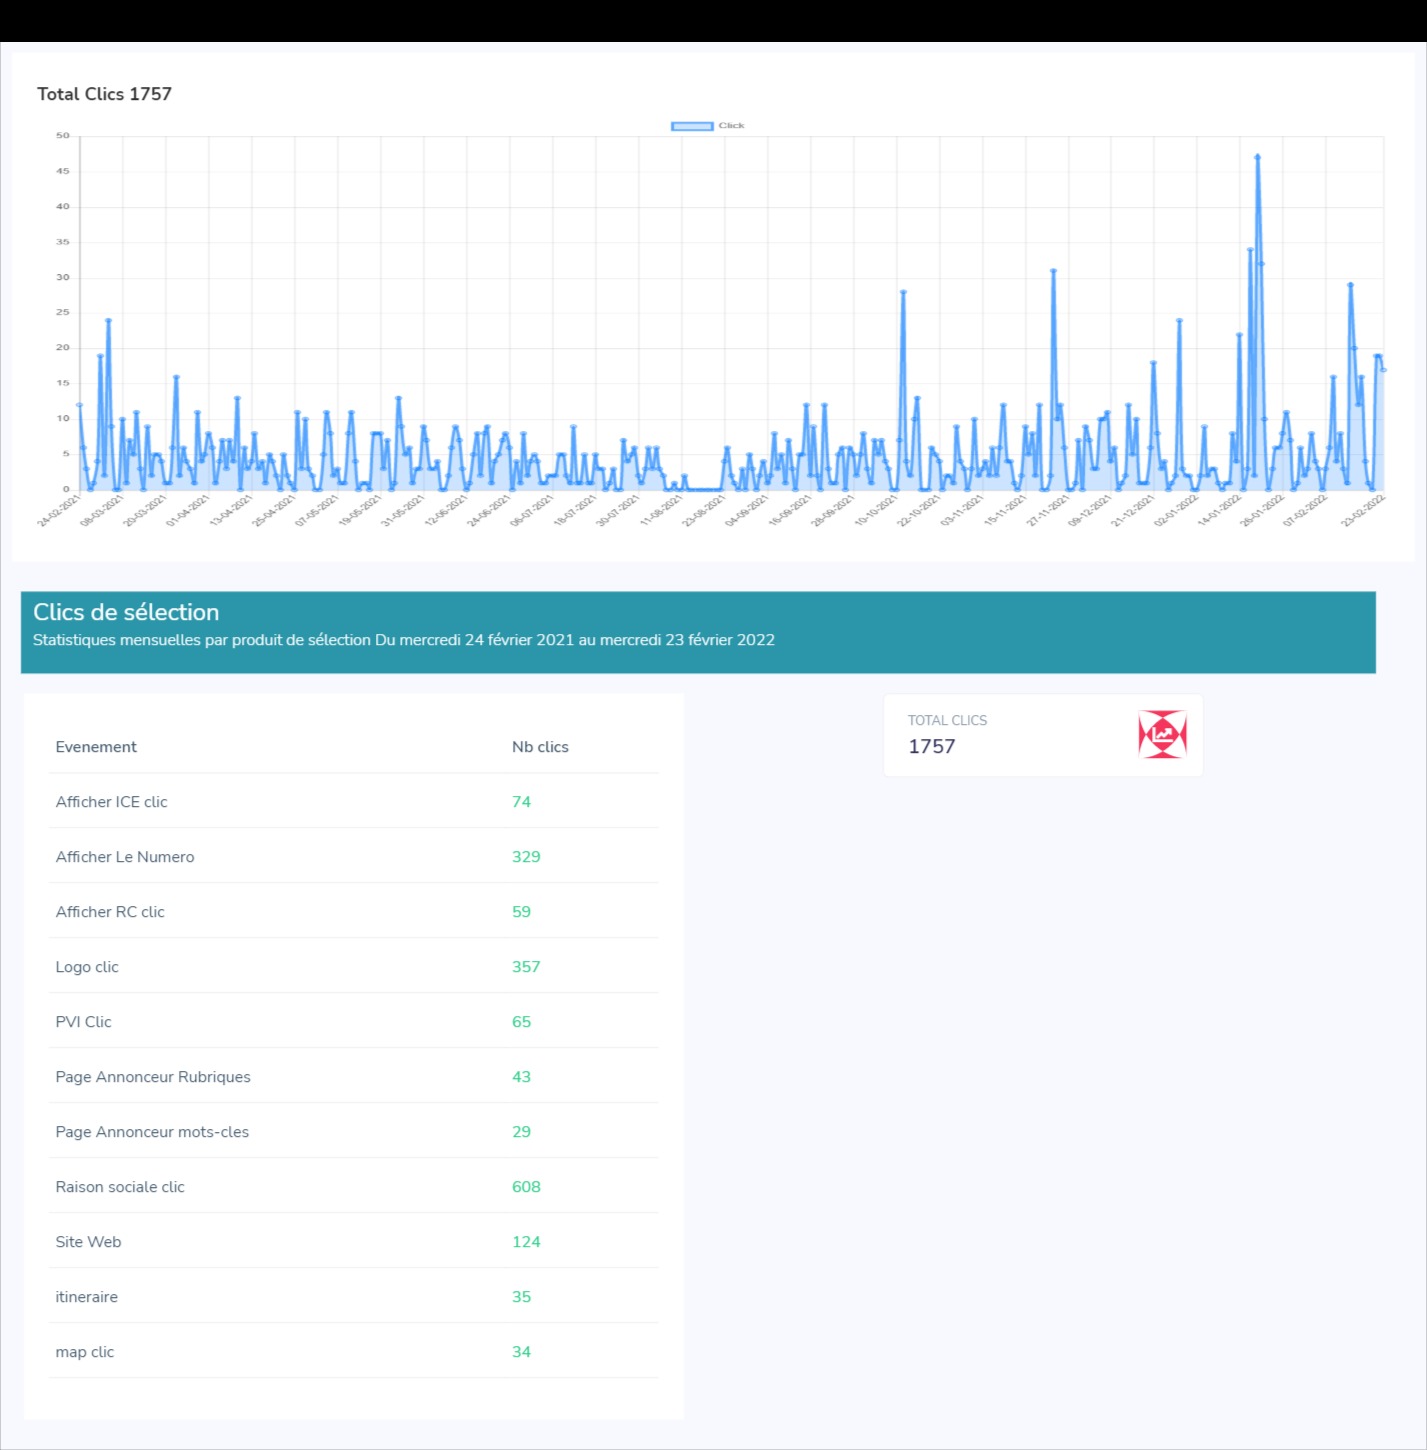 Total Clics 1757
Click
50
45
40
35
30
25
20
15
10
5
0
24-02-2021 08-03-2021 20-03-2021 01-04-2021 13-04-2021 25-04-2021 07-05-2021 19-05-2021 31-05-2021 12-06-2021 24-06-2021 06-07-2021 18-07-2021 30-07-2021 11-08-2021 23-08-2021 04-09-2021 16-09-2021 28-09-2021 10-10-2021 22-10-2021 03-11-2021 15-11-2021 27-11-2021 09-12-2021 21-12-2021 02-01-2022 14-01-2022 26-01-2022 07-02-2022 23-02-2022
Clics de sélection
Statistiques mensuelles par produit de sélection Du mercredi 24 février 2021 au mercredi 23 février 2022
TOTAL CLICS
1757
Evenement Nb clics
Afficher ICE clic 74
Afficher Le Numero 329
Afficher RC clic 59
Logo clic 357
PVI Clic 65
Page Annonceur Rubriques 43
Page Annonceur mots-cles 29
Raison sociale clic 608
Site Web 124
itineraire 35
map clic 34